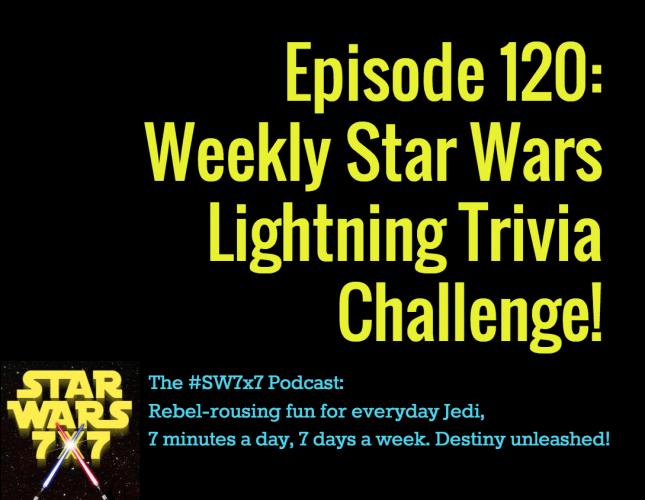 Episode 120:
Weekly Star Wars
Lightning Trivia
Challenge!
The #SW7x7 Podcast:
Rebel-rousing fun for everyday Jedi,
7 minutes a day, 7 days a week. Destiny unleashed!
STAR
WARS
7X7